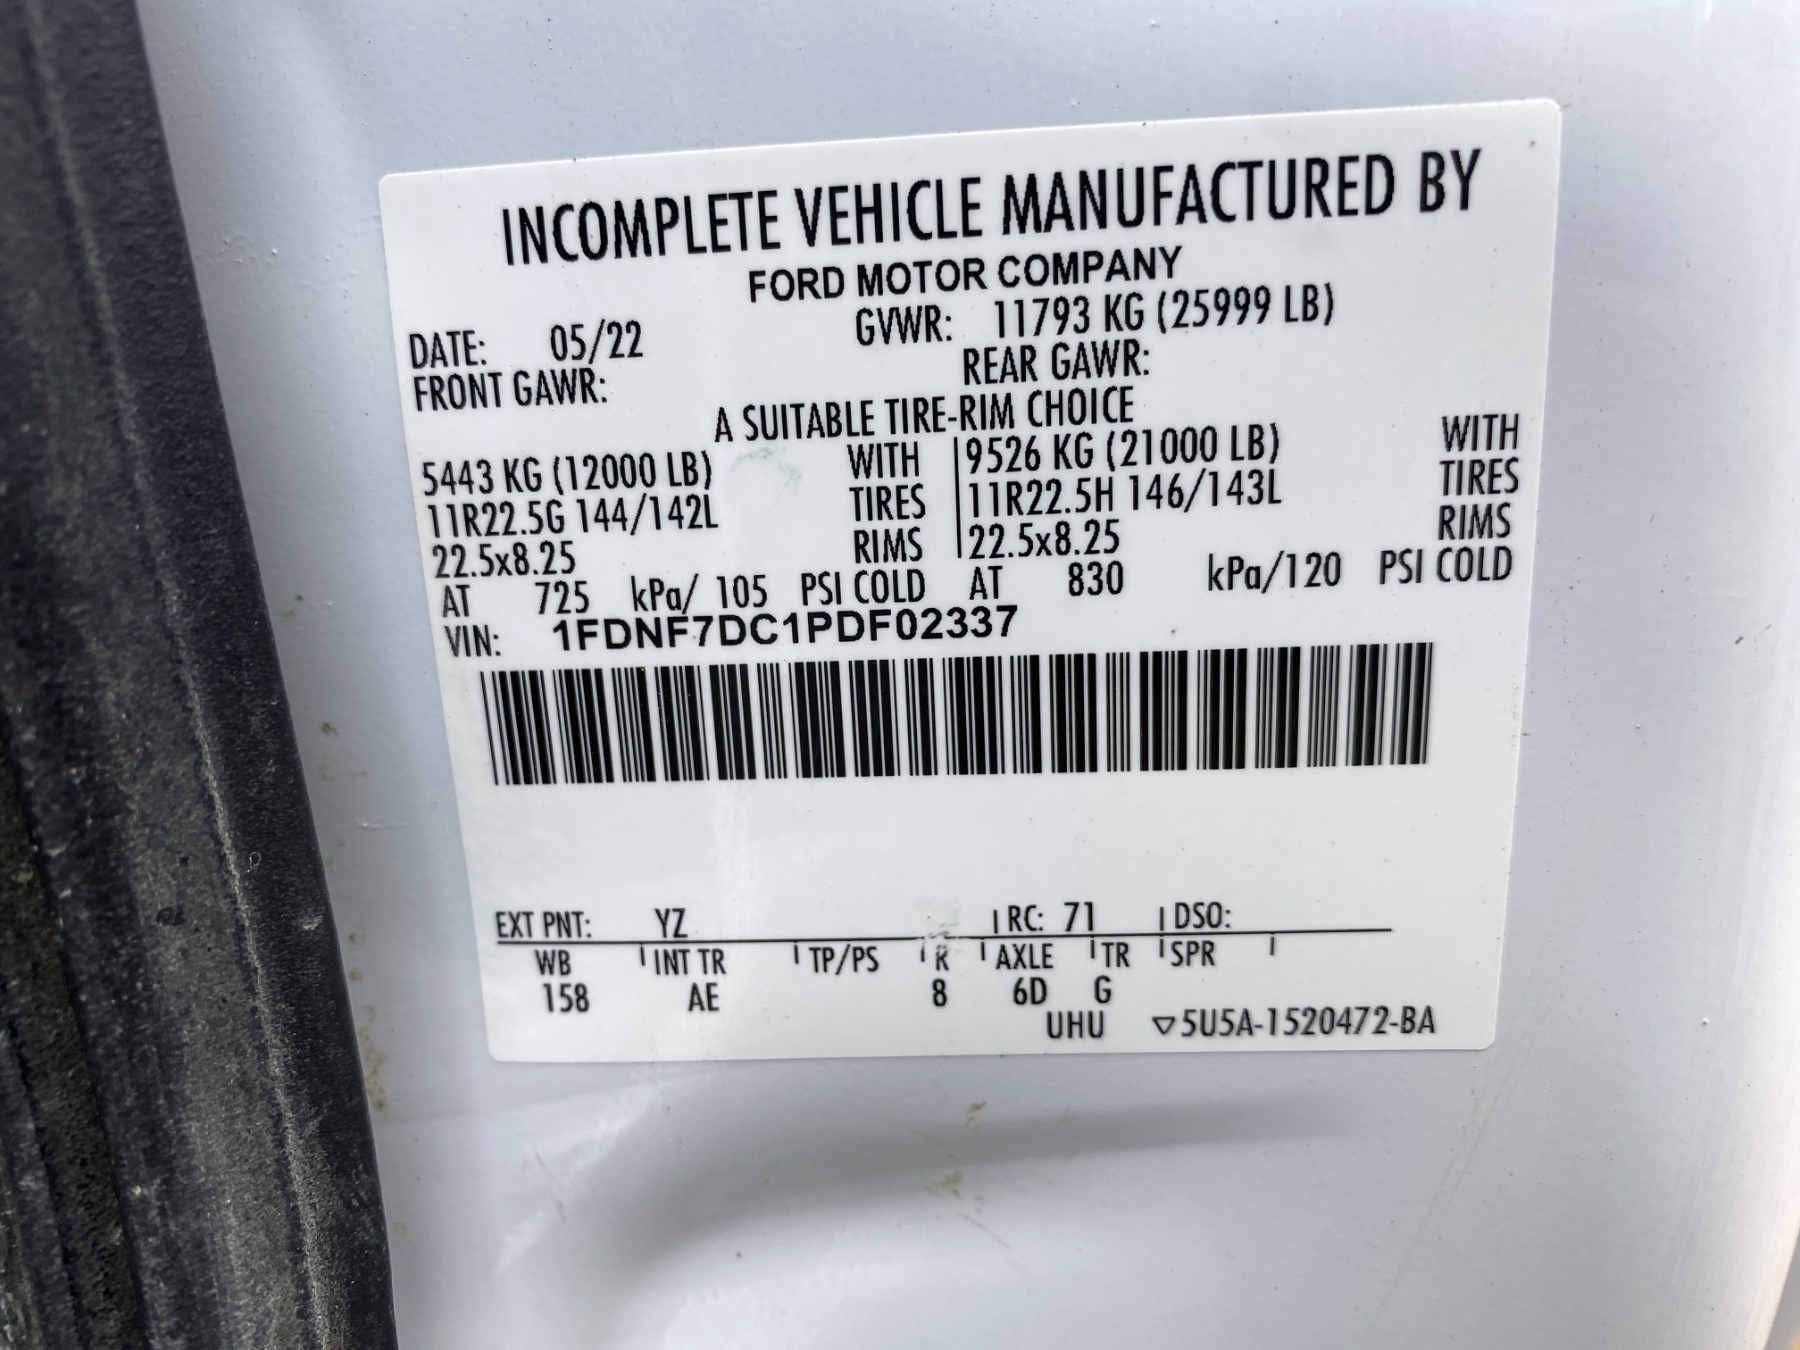 INCOMPLETE VEHICLE MANUFACTURED BY
FORD MOTOR COMPANY
DATE: 05/22 GVWR: 11793 KG (25999 LB)
FRONT GAWR: REAR GAWR:
A SUITABLE TIRE-RIM CHOICE
5443 KG (12000 LB) WITH 9526 KG (21000 LB) WITH
11R22.5G 144/142L TIRES 11R22.5H 146/143L TIRES
22.5x8.25 RIMS 22.5x8.25 RIMS
AT 725 kPa/ 105 PSI COLD AT 830 kPa/120 PSI COLD
VIN: 1FDNF7DC1PDF02337
EXT PNT: YZ RC: 71 DSO:
WB INT TR TP/PS R AXLE TR SPR
158 AE 8 6D G
UHU ▽5U5A-1520472-BA